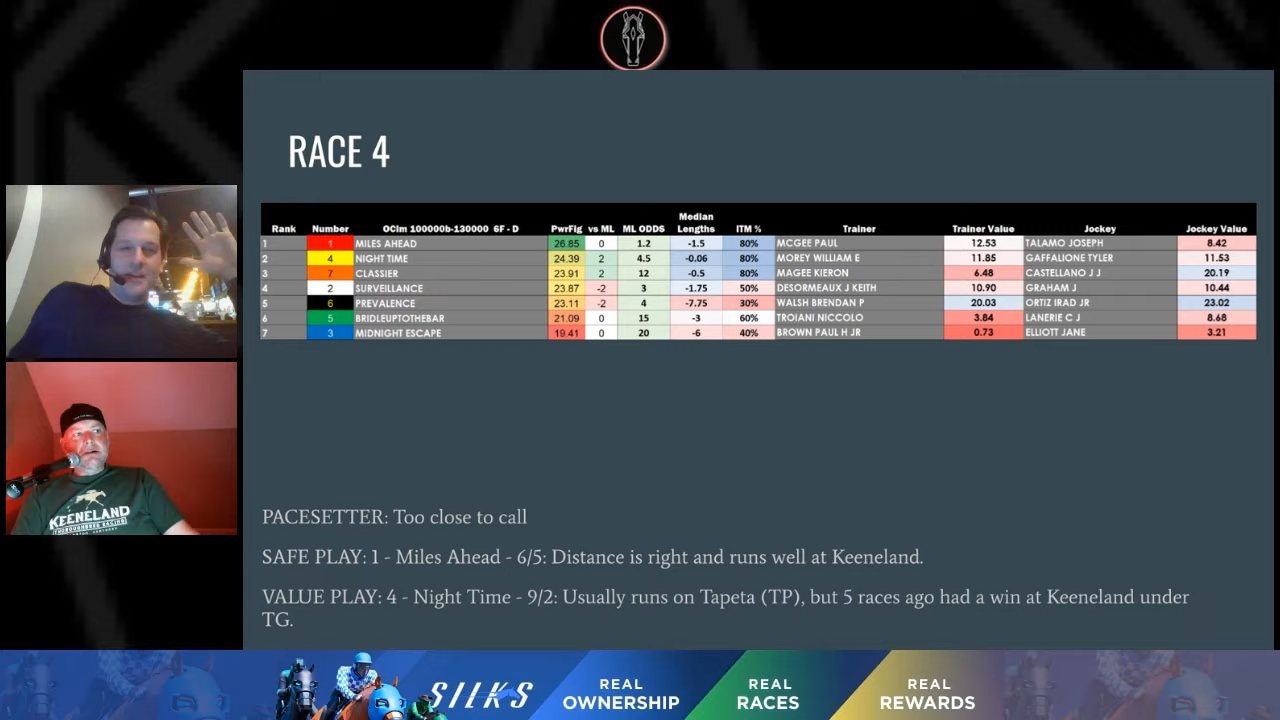 RACE 4
Rank Number OClm 100000b-130000 6F - D PwrFig vs ML ML ODDS Median Lengths ITM % Trainer Trainer Value Jockey Jockey Value
1 1 MILES AHEAD 26.85 0 1.2 -1.5 80% MCGEE PAUL 12.53 TALAMO JOSEPH 8.42
2 4 NIGHT TIME 24.39 2 4.5 -0.06 80% MOREY WILLIAM E 11.85 GAFFALIONE TYLER 11.53
3 7 CLASSIER 23.91 2 12 -0.5 80% MAGEE KIERON 6.48 CASTELLANO J J 20.19
4 2 SURVEILLANCE 23.87 -2 3 -1.75 50% DESORMEAUX J KEITH 10.90 GRAHAM J 10.44
5 6 PREVALENCE 23.11 -2 4 -7.75 30% WALSH BRENDAN P 20.03 ORTIZ IRAD JR 23.02
6 5 BRIDLEUPTOTHEBAR 21.09 0 15 -3 60% TROIANI NICCOLO 3.84 LANERIE C J 8.68
7 3 MIDNIGHT ESCAPE 19.41 0 20 -6 40% BROWN PAUL H JR 0.73 ELLIOTT JANE 3.21
KEENELAND
THOROUGHBRED RACING
PACESETTER: Too close to call
SAFE PLAY: 1 - Miles Ahead - 6/5: Distance is right and runs well at Keeneland.
VALUE PLAY: 4 - Night Time - 9/2: Usually runs on Tapeta (TP), but 5 races ago had a win at Keeneland under
TG.
SILKS
REAL OWNERSHIP
REAL RACES
REAL REWARDS